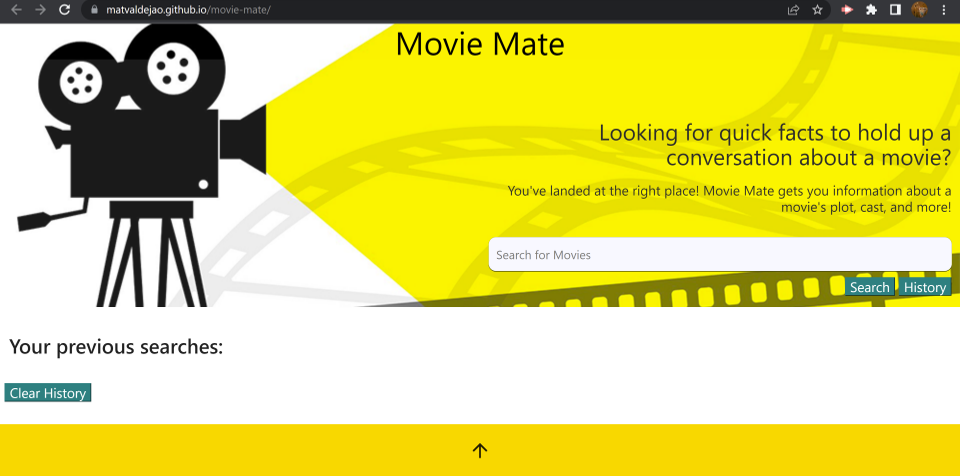 matvaldejao.github.io/movie-mate/
Movie Mate
Looking for quick facts to hold up a
conversation about a movie?
You've landed at the right place! Movie Mate gets you information about a
movie's plot, cast, and more!
Search for Movies
Search History
Your previous searches:
Clear History